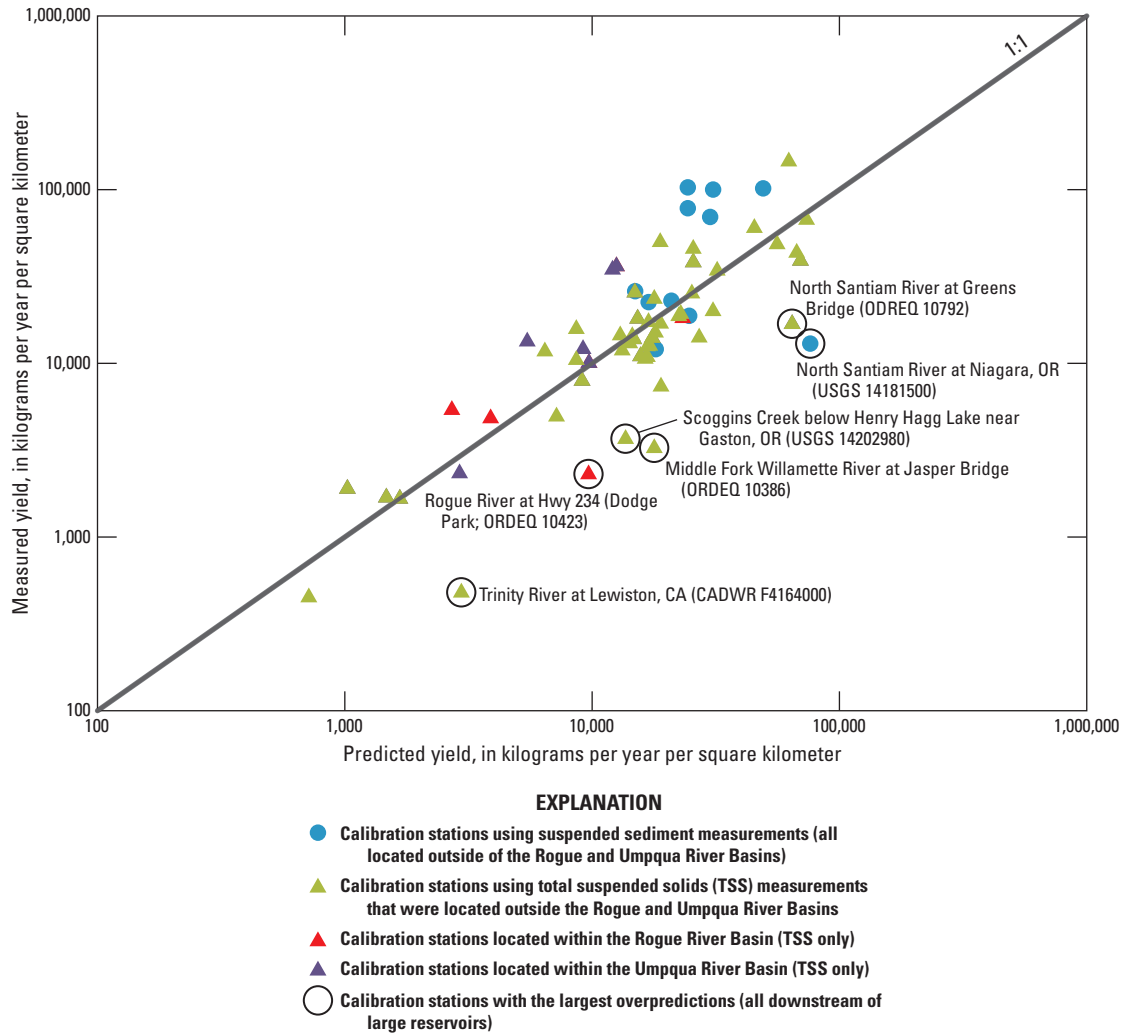 1,000,000
100,000
10,000
1,000
100
Measured yield, in kilograms per year per square kilometer
1:1
North Santiam River at Greens
Bridge (ODREQ 10792)
North Santiam River at Niagara, OR
(USGS 14181500)
Scoggins Creek below Henry Hagg Lake near
Gaston, OR (USGS 14202980)
Middle Fork Willamette River at Jasper Bridge
(ORDEQ 10386)
Rogue River at Hwy 234 (Dodge
Park; ORDEQ 10423)
Trinity River at Lewiston, CA (CADWR F4164000)
100
1,000
10,000
100,000
1,000,000
Predicted yield, in kilograms per year per square kilometer
EXPLANATION
Calibration stations using suspended sediment measurements (all
located outside of the Rogue and Umpqua River Basins)
Calibration stations using total suspended solids (TSS) measurements
that were located outside the Rogue and Umpqua River Basins
Calibration stations located within the Rogue River Basin (TSS only)
Calibration stations located within the Umpqua River Basin (TSS only)
Calibration stations with the largest overpredictions (all downstream of
large reservoirs)